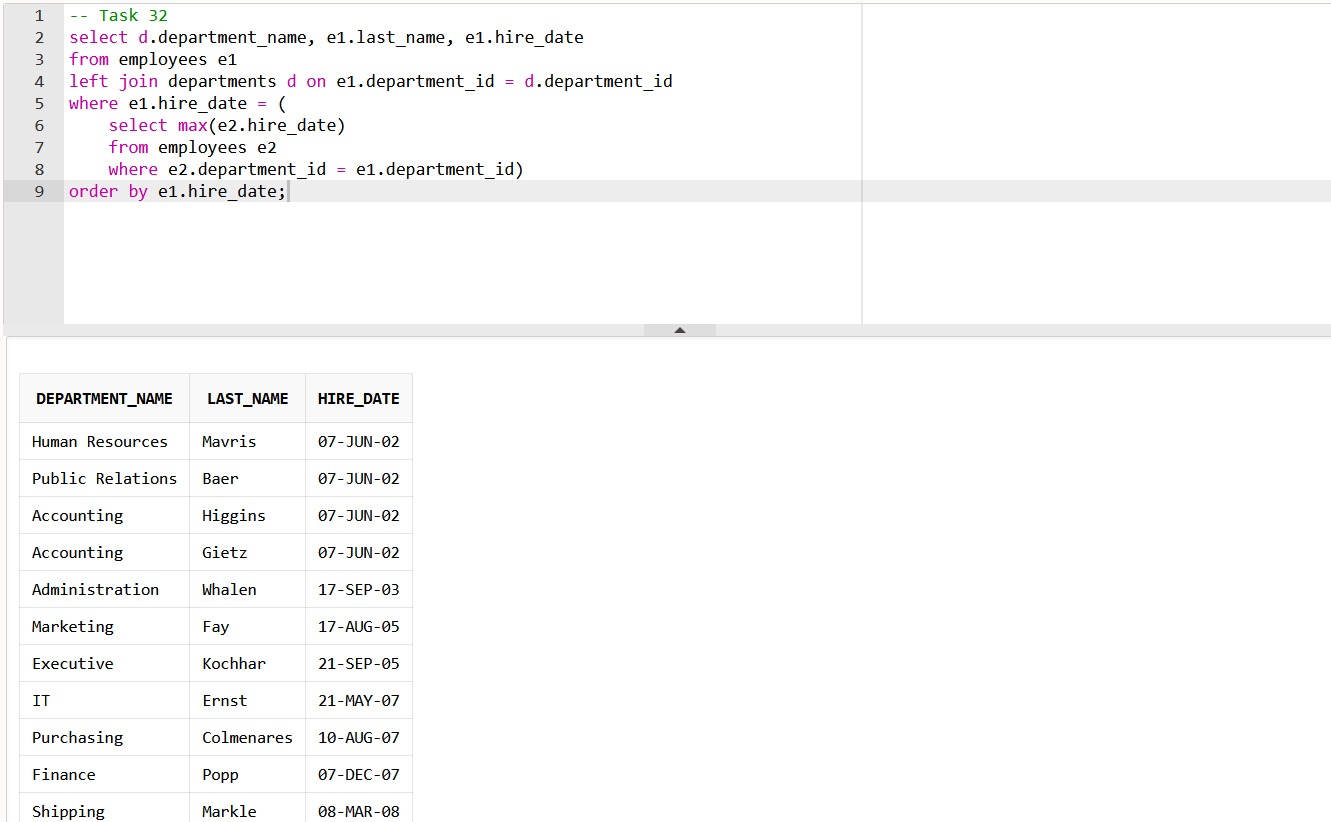 1 -- Task 32
2 select d.department_name, e1.last_name, e1.hire_date
3 from employees e1
4 left join departments d on e1.department_id = d.department_id
5 where e1.hire_date = (
6     select max(e2.hire_date)
7     from employees e2
8     where e2.department_id = e1.department_id)
9 order by e1.hire_date;
DEPARTMENT_NAME LAST_NAME HIRE_DATE
Human Resources Mavris 07-JUN-02
Public Relations Baer 07-JUN-02
Accounting Higgins 07-JUN-02
Accounting Gietz 07-JUN-02
Administration Whalen 17-SEP-03
Marketing Fay 17-AUG-05
Executive Kochhar 21-SEP-05
IT Ernst 21-MAY-07
Purchasing Colmenares 10-AUG-07
Finance Popp 07-DEC-07
Shipping Markle 08-MAR-08